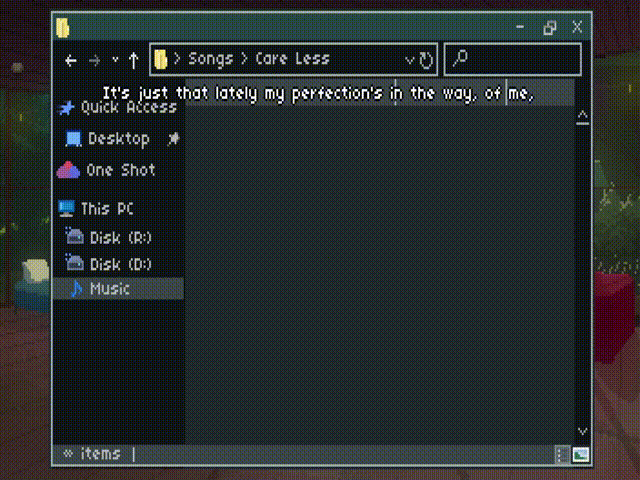 Songs > Care Less
It's just that lately my perfection's in the way, of me,
Quick Access
Desktop
One Shot
This PC
Disk (R:)
Disk (D:)
Music
∞ items |